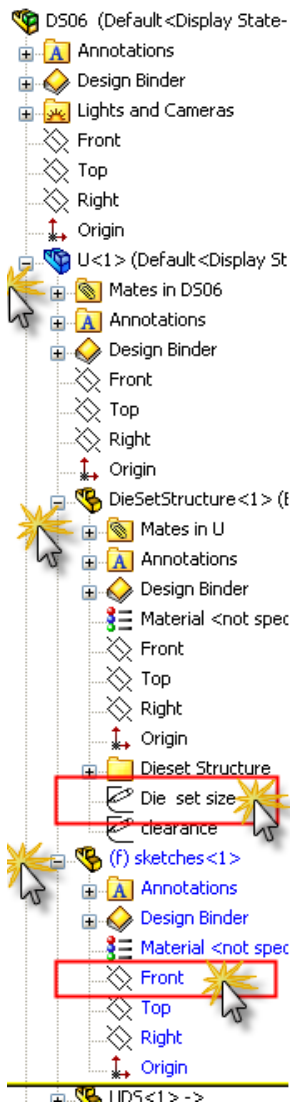 DS06 (Default<Display State-
Annotations
Design Binder
Lights and Cameras
Front
Top
Right
Origin
U<1> (Default<Display St
Mates in DS06
Annotations
Design Binder
Front
Top
Right
Origin
DieSetStructure<1> (
Mates in U
Annotations
Design Binder
Material <not spec
Front
Top
Right
Origin
Dieset Structure
Die set size
clearance
(f) sketches<1>
Annotations
Design Binder
Material <not spec
Front
Top
Right
Origin
UDS<1> ->